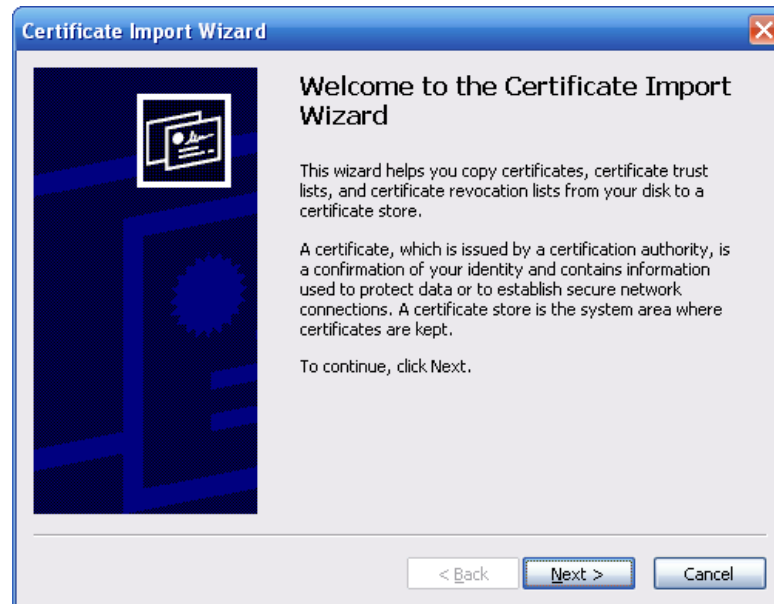 Certificate Import Wizard
Welcome to the Certificate Import
Wizard
This wizard helps you copy certificates, certificate trust
lists, and certificate revocation lists from your disk to a
certificate store.
A certificate, which is issued by a certification authority, is
a confirmation of your identity and contains information
used to protect data or to establish secure network
connections. A certificate store is the system area where
certificates are kept.
To continue, click Next.
< Back
Next >
Cancel